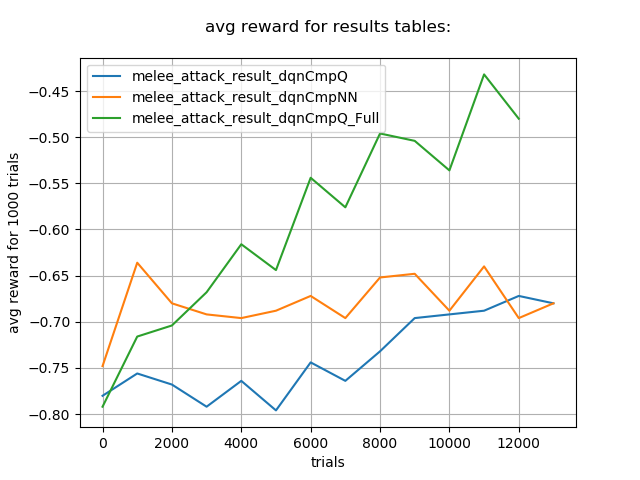 avg reward for results tables:
melee_attack_result_dqnCmpQ
melee_attack_result_dqnCmpNN
melee_attack_result_dqnCmpQ_Full
avg reward for 1000 trials
−0.45
−0.50
−0.55
−0.60
−0.65
−0.70
−0.75
−0.80
0 2000 4000 6000 8000 10000 12000
trials